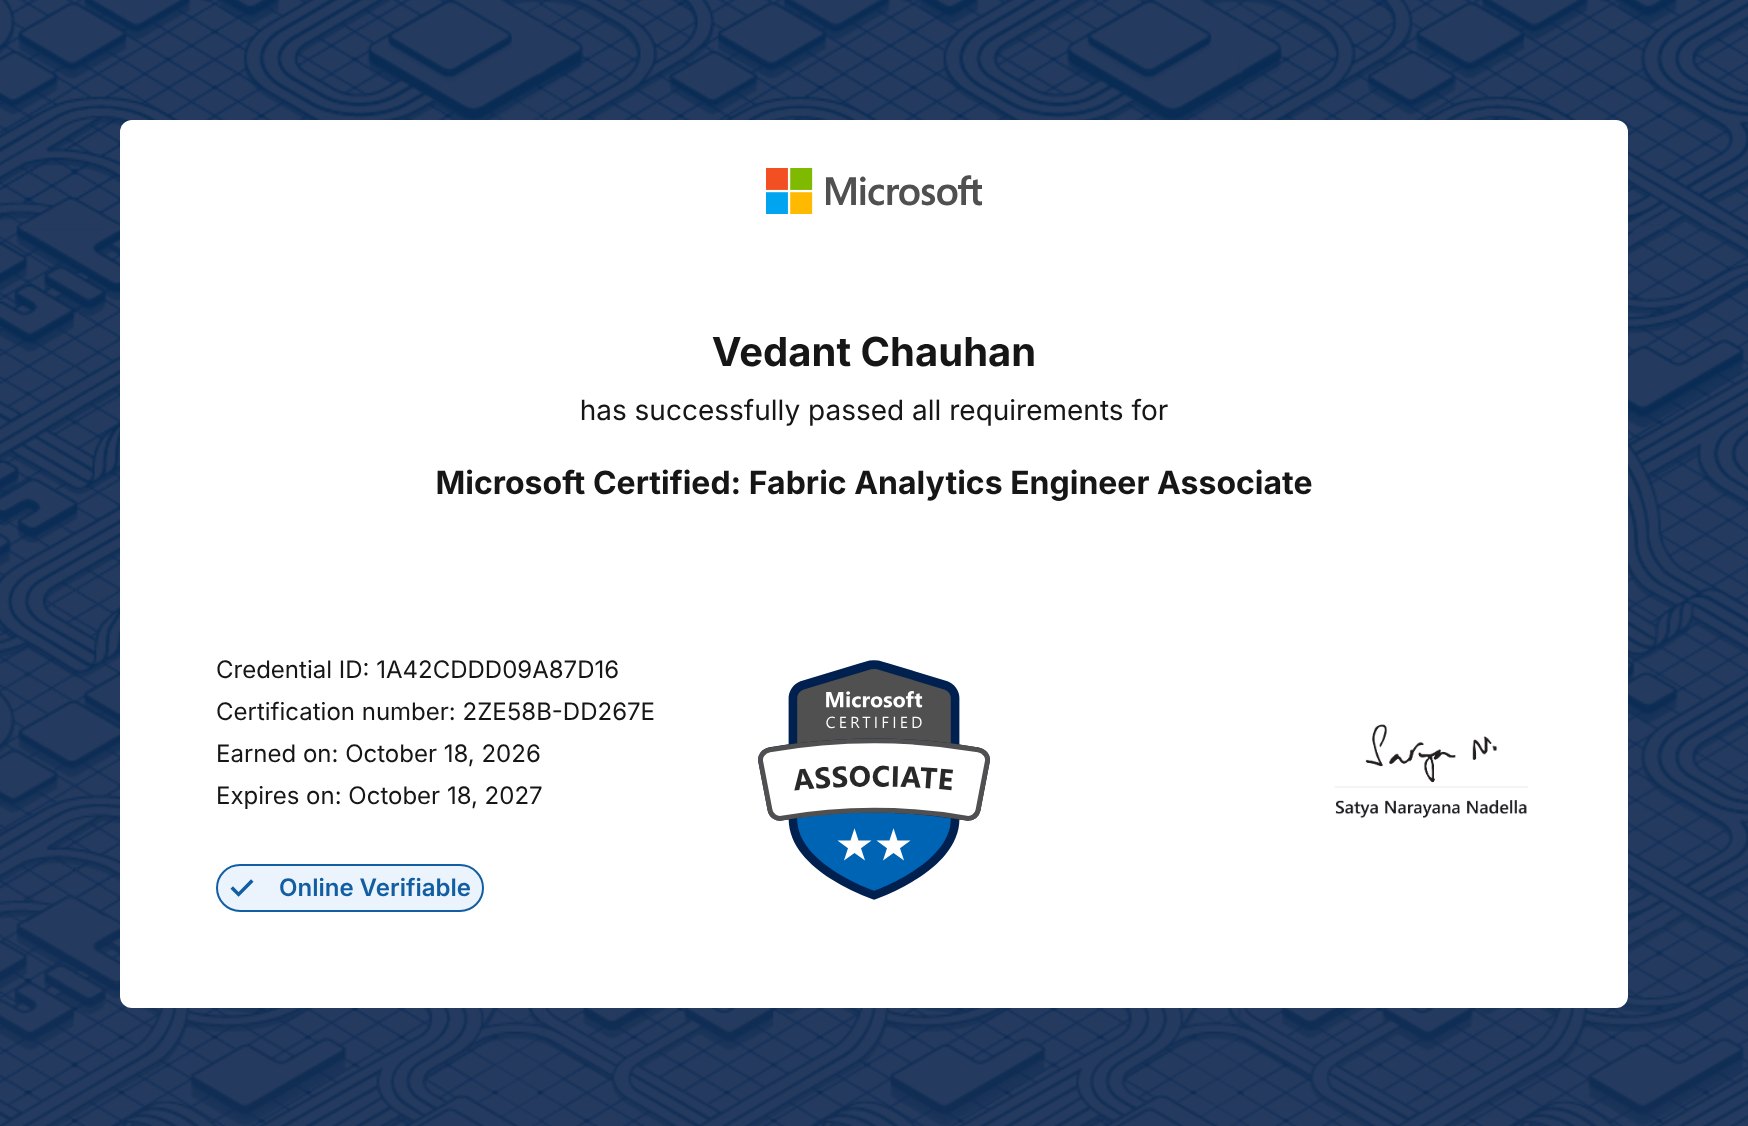 Microsoft
Vedant Chauhan
has successfully passed all requirements for
Microsoft Certified: Fabric Analytics Engineer Associate
Credential ID: 1A42CDDD09A87D16
Certification number: 2ZE58B-DD267E
Earned on: October 18, 2026
Expires on: October 18, 2027
Online Verifiable
Microsoft
CERTIFIED
ASSOCIATE
Satya N.
Satya Narayana Nadella